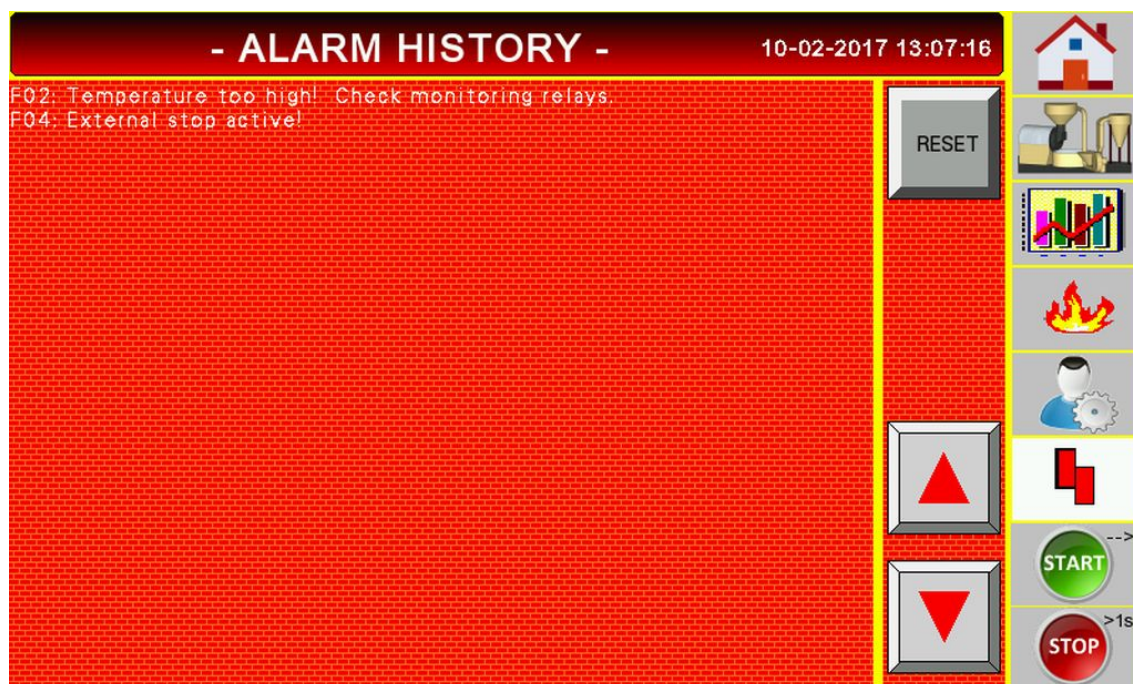 - ALARM HISTORY -
10-02-2017 13:07:16
F02: Temperature too high! Check monitoring relays.
F04: External stop active!
RESET
-->
START
>1s
STOP